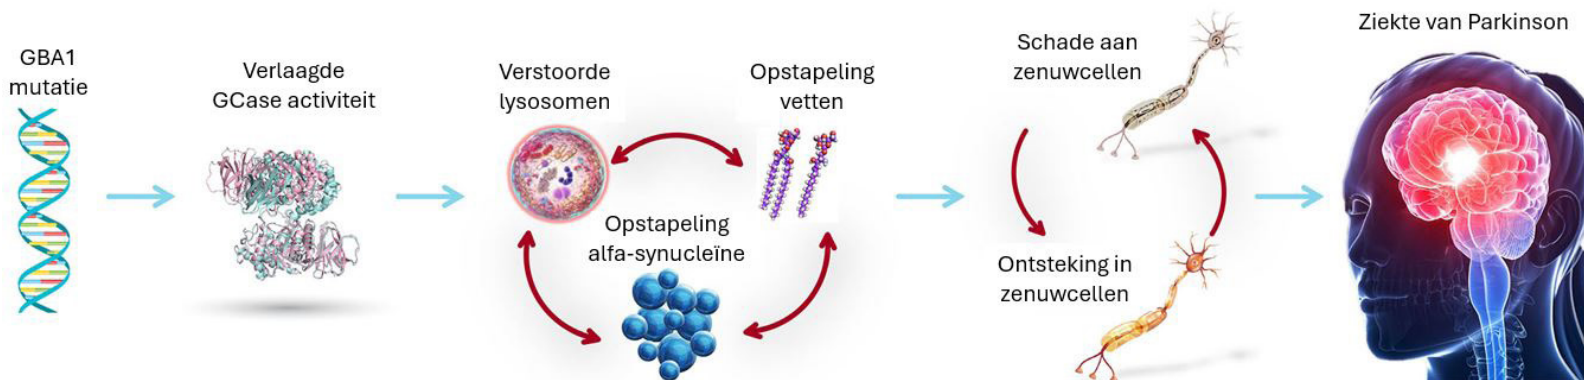 GBA1
mutatie
Verlaagde
GCase activiteit
Verstoorde
lysosomen
Opstapeling
vetten
Opstapeling
alfa-synucleïne
Schade aan
zenuwcellen
Ontsteking in
zenuwcellen
Ziekte van Parkinson